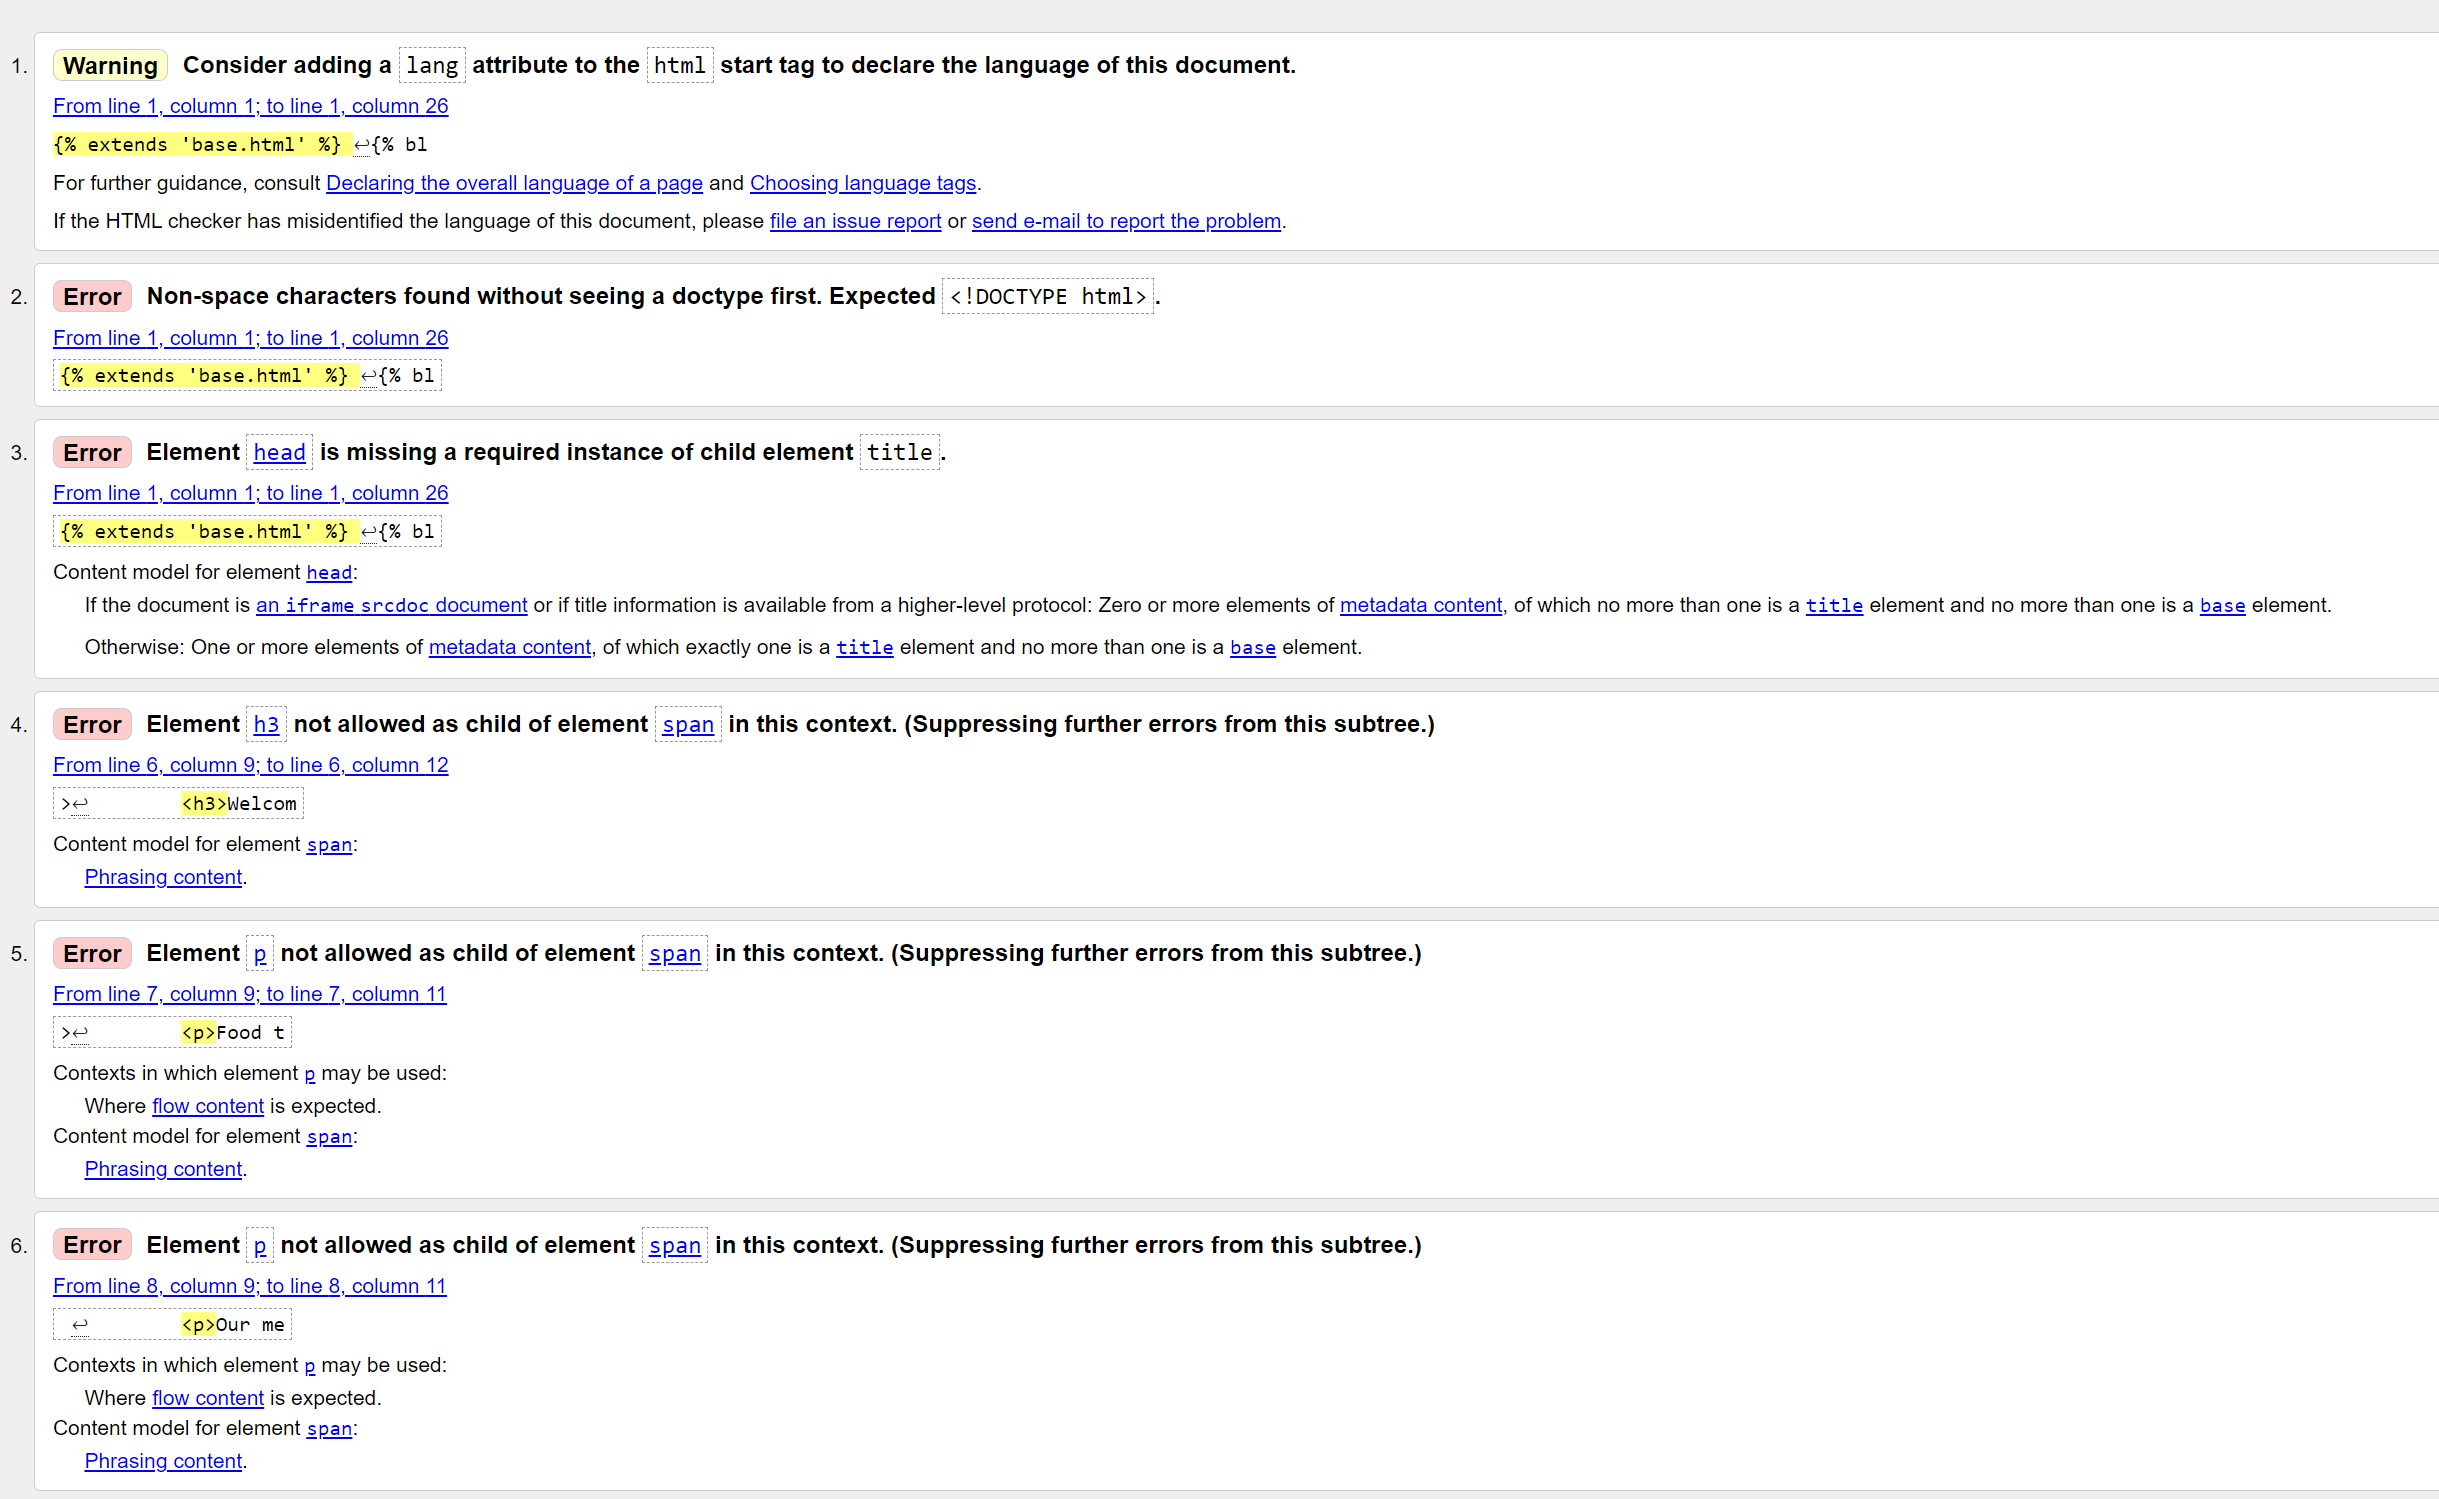 1. Warning Consider adding a lang attribute to the html start tag to declare the language of this document.
From line 1, column 1; to line 1, column 26
{% extends 'base.html' %} ↩{% bl
For further guidance, consult Declaring the overall language of a page and Choosing language tags.
If the HTML checker has misidentified the language of this document, please file an issue report or send e-mail to report the problem.
2. Error Non-space characters found without seeing a doctype first. Expected <!DOCTYPE html>.
From line 1, column 1; to line 1, column 26
{% extends 'base.html' %} ↩{% bl
3. Error Element head is missing a required instance of child element title.
From line 1, column 1; to line 1, column 26
{% extends 'base.html' %} ↩{% bl
Content model for element head:
If the document is an iframe srcdoc document or if title information is available from a higher-level protocol: Zero or more elements of metadata content, of which no more than one is a title element and no more than one is a base element.
Otherwise: One or more elements of metadata content, of which exactly one is a title element and no more than one is a base element.
4. Error Element h3 not allowed as child of element span in this context. (Suppressing further errors from this subtree.)
From line 6, column 9; to line 6, column 12
>↩        <h3>Welcom
Content model for element span:
Phrasing content.
5. Error Element p not allowed as child of element span in this context. (Suppressing further errors from this subtree.)
From line 7, column 9; to line 7, column 11
>↩        <p>Food t
Contexts in which element p may be used:
Where flow content is expected.
Content model for element span:
Phrasing content.
6. Error Element p not allowed as child of element span in this context. (Suppressing further errors from this subtree.)
From line 8, column 9; to line 8, column 11
↩        <p>Our me
Contexts in which element p may be used:
Where flow content is expected.
Content model for element span:
Phrasing content.